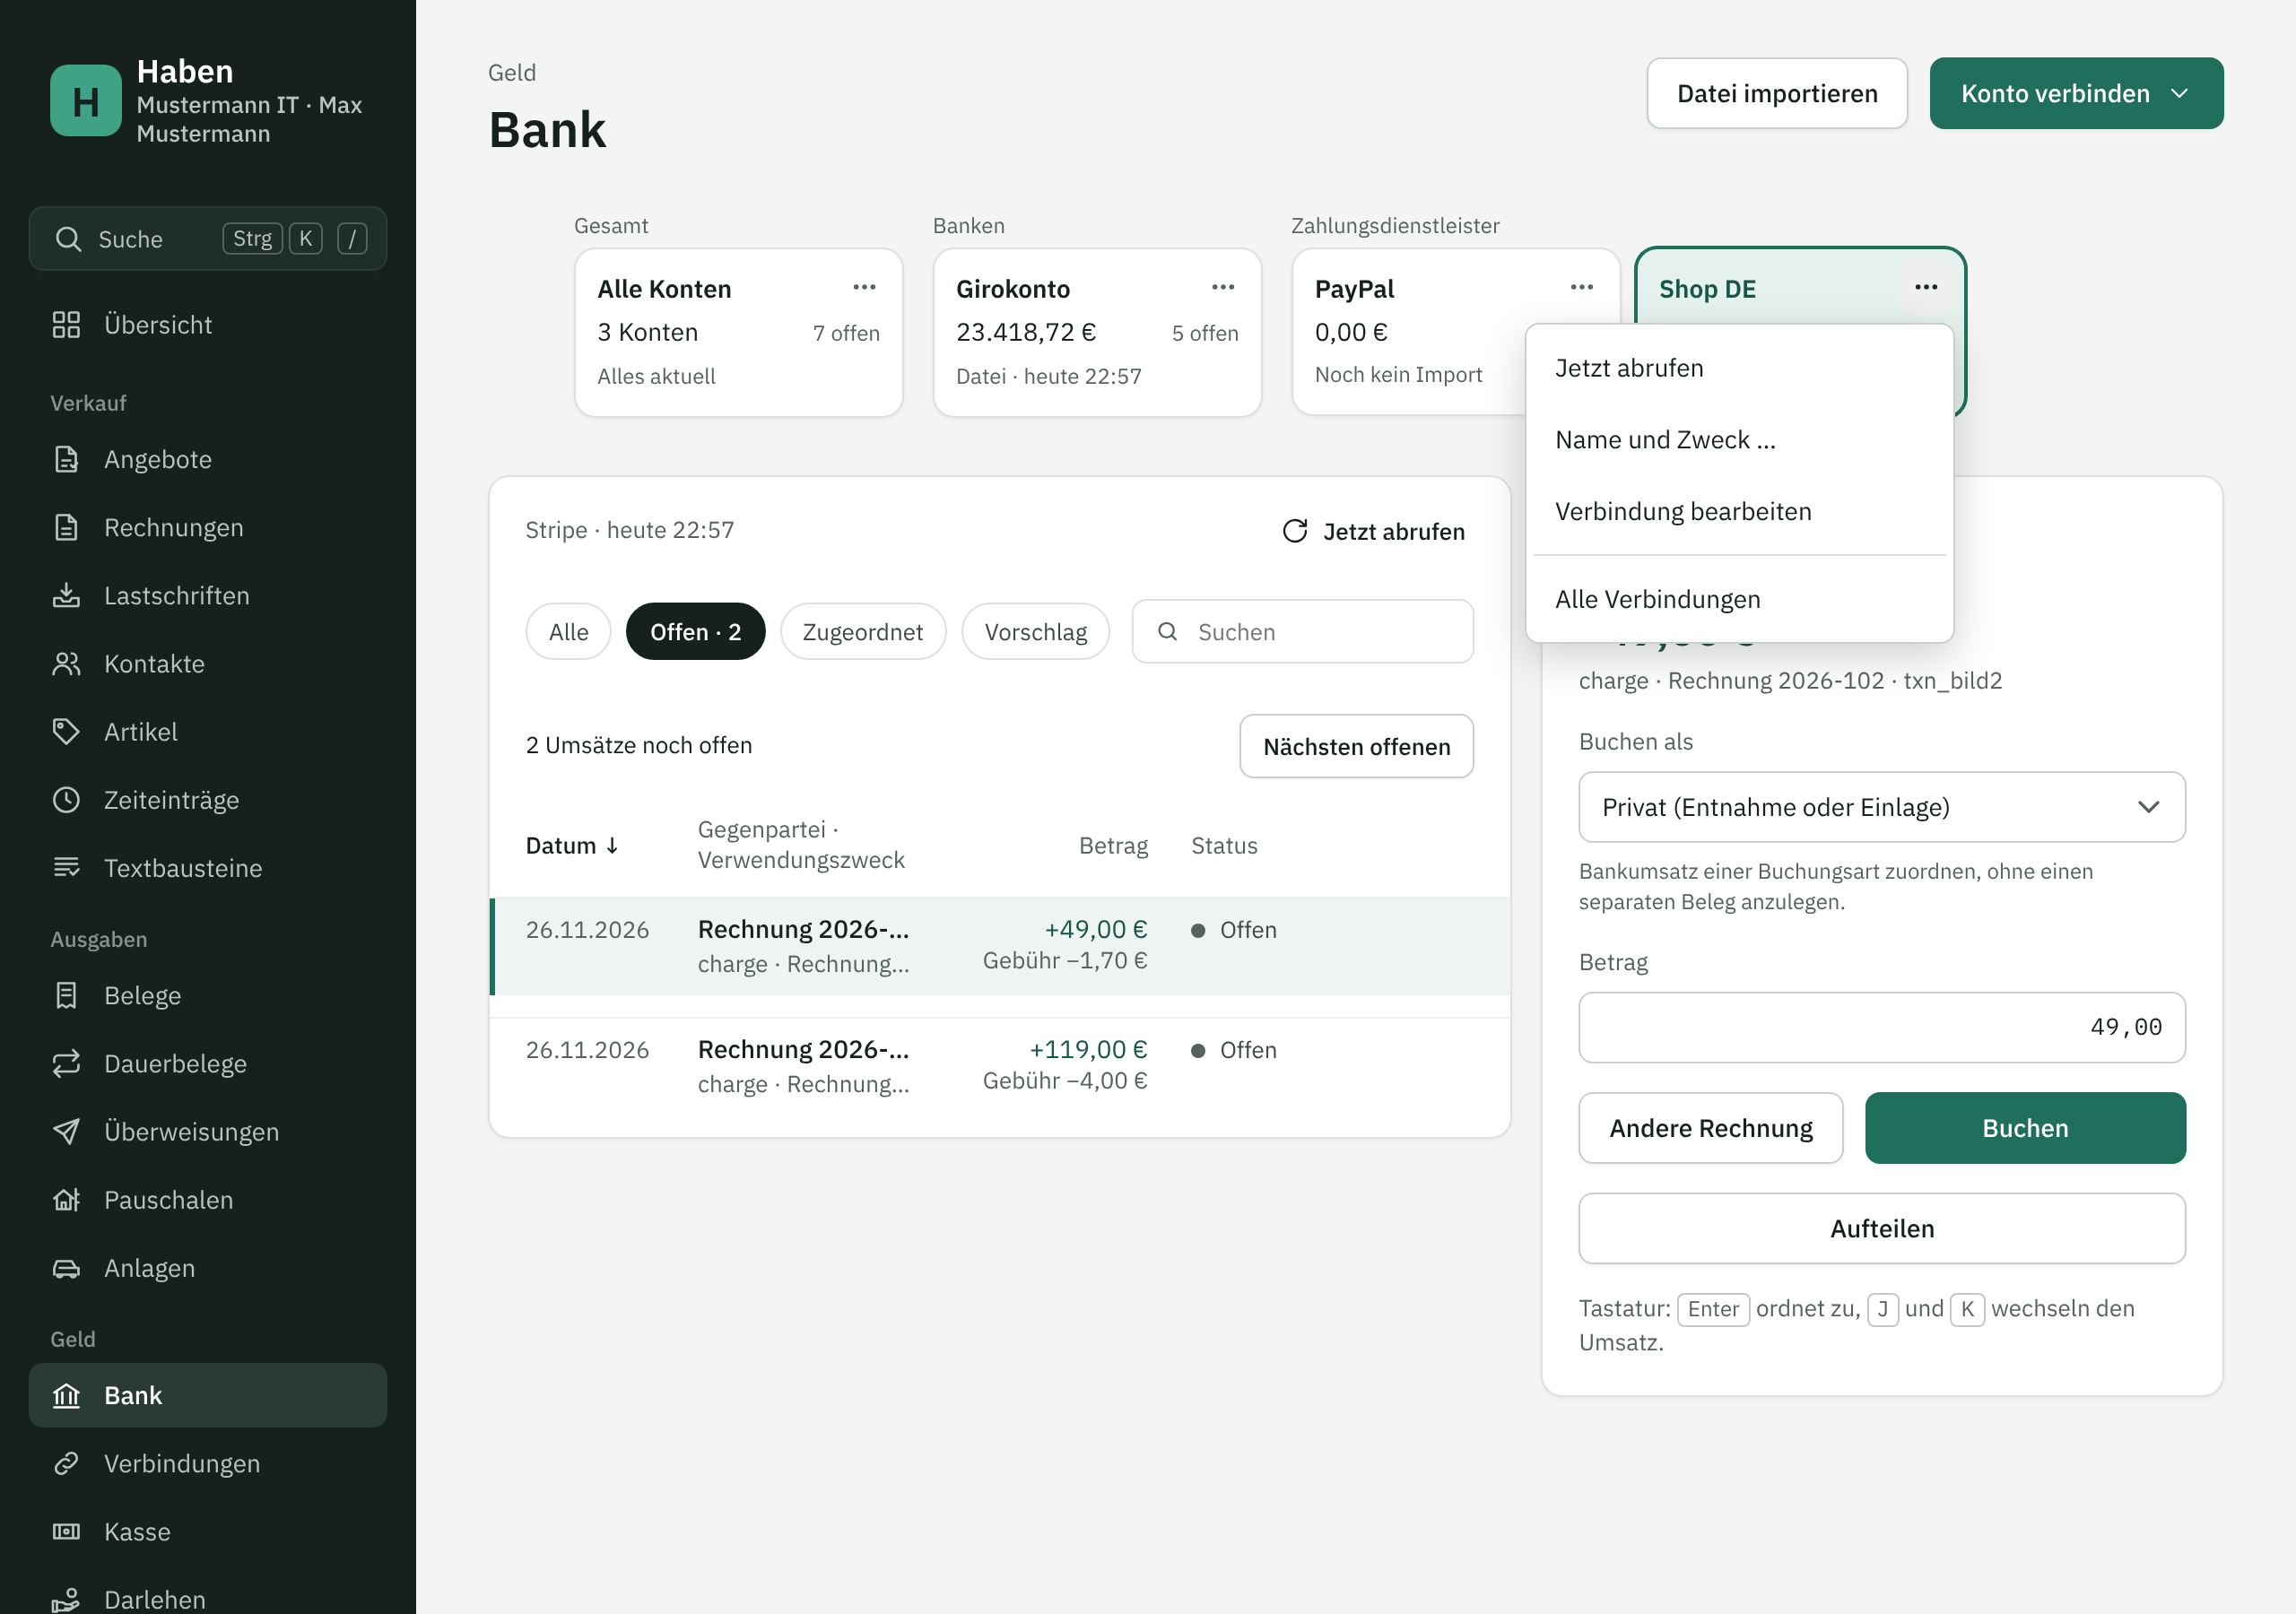 H
Haben
Mustermann IT · Max
Mustermann
Suche
Strg K /
Übersicht
Verkauf
Angebote
Rechnungen
Lastschriften
Kontakte
Artikel
Zeiteinträge
Textbausteine
Ausgaben
Belege
Dauerbelege
Überweisungen
Pauschalen
Anlagen
Geld
Bank
Verbindungen
Kasse
Darlehen
Geld
Bank
Datei importieren
Konto verbinden
Gesamt
Alle Konten
3 Konten
7 offen
Alles aktuell
Banken
Girokonto
23.418,72 €
5 offen
Datei · heute 22:57
Zahlungsdienstleister
PayPal
0,00 €
Noch kein Import
Shop DE
Jetzt abrufen
Name und Zweck ...
Verbindung bearbeiten
Alle Verbindungen
Stripe · heute 22:57
Jetzt abrufen
Alle
Offen · 2
Zugeordnet
Vorschlag
Suchen
2 Umsätze noch offen
Nächsten offenen
Datum ↓
Gegenpartei ·
Verwendungszweck
Betrag
Status
26.11.2026
Rechnung 2026-...
charge · Rechnung...
+49,00 €
Gebühr −1,70 €
Offen
26.11.2026
Rechnung 2026-...
charge · Rechnung...
+119,00 €
Gebühr −4,00 €
Offen
charge · Rechnung 2026-102 · txn_bild2
Buchen als
Privat (Entnahme oder Einlage)
Bankumsatz einer Buchungsart zuordnen, ohne einen
separaten Beleg anzulegen.
Betrag
49,00
Andere Rechnung
Buchen
Aufteilen
Tastatur: Enter ordnet zu, J und K wechseln den
Umsatz.